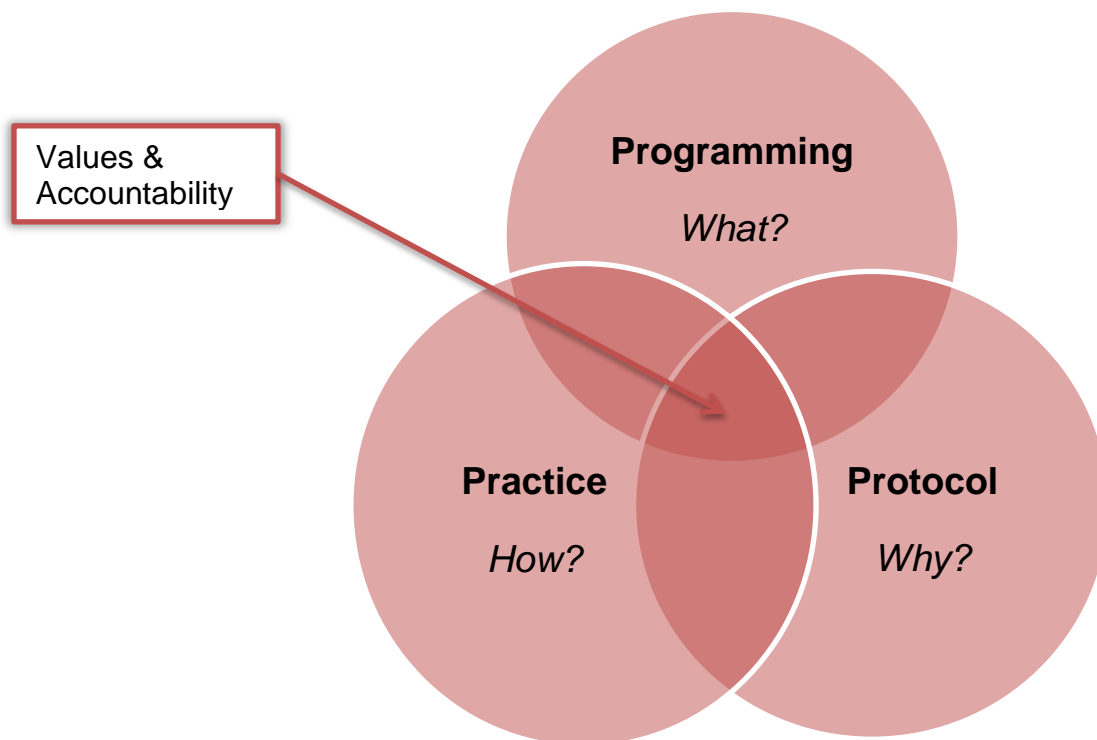 Values &
Accountability
Programming
What?
Practice
How?
Protocol
Why?